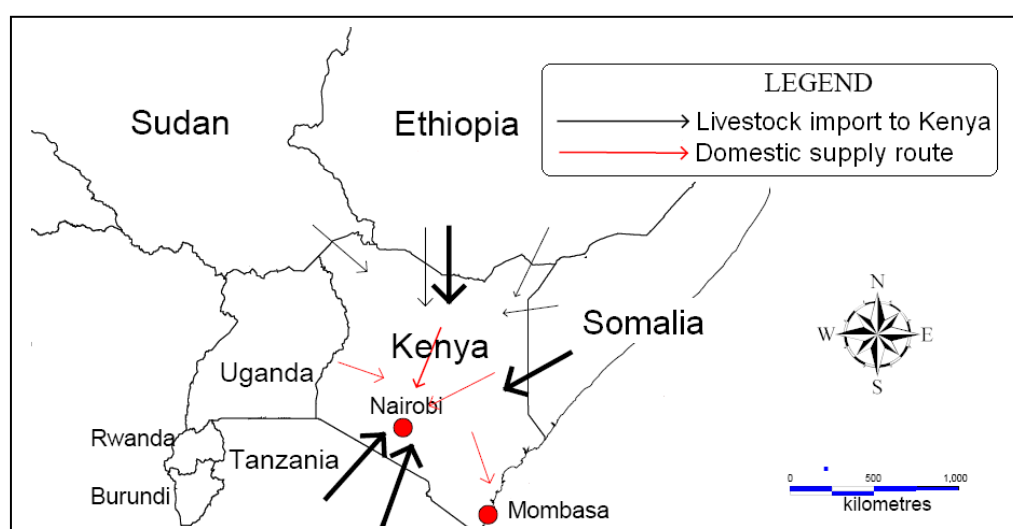 LEGEND
Livestock import to Kenya
Domestic supply route
Sudan
Ethiopia
Somalia
Kenya
Uganda
Nairobi
Rwanda
Tanzania
Burundi
Mombasa
N
W
E
S
0
500
1,000
kilometres